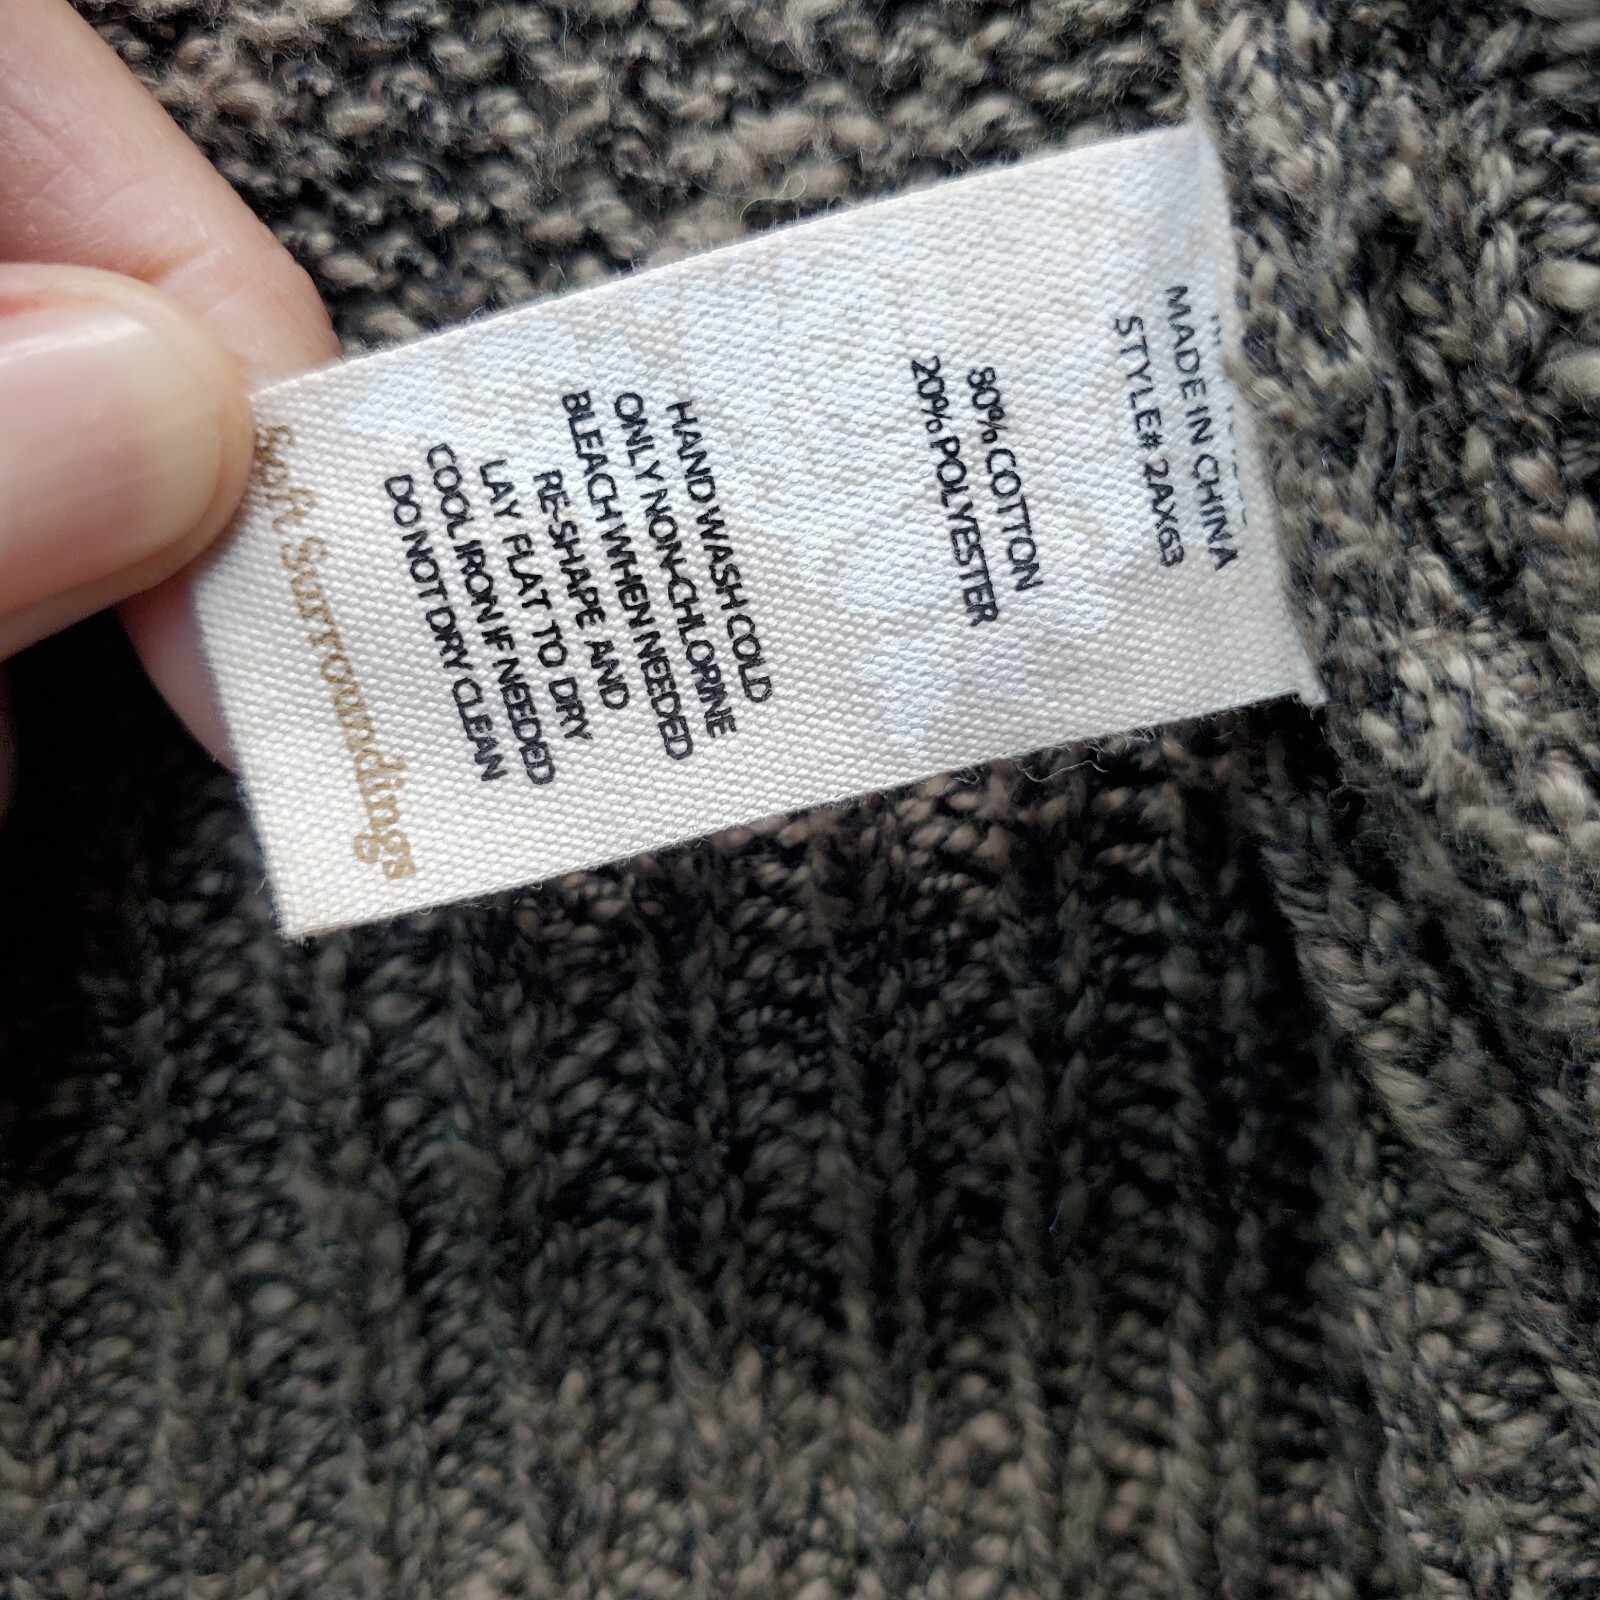 MADE IN CHINA
STYLE# 2AX63
80% COTTON
20% POLYESTER
HAND WASH COLD
ONLY NON-CHLORINE
BLEACH WHEN NEEDED
RE-SHAPE AND
LAY FLAT TO DRY
COOL IRON IF NEEDED
DO NOT DRY CLEAN
Soft Surroundings